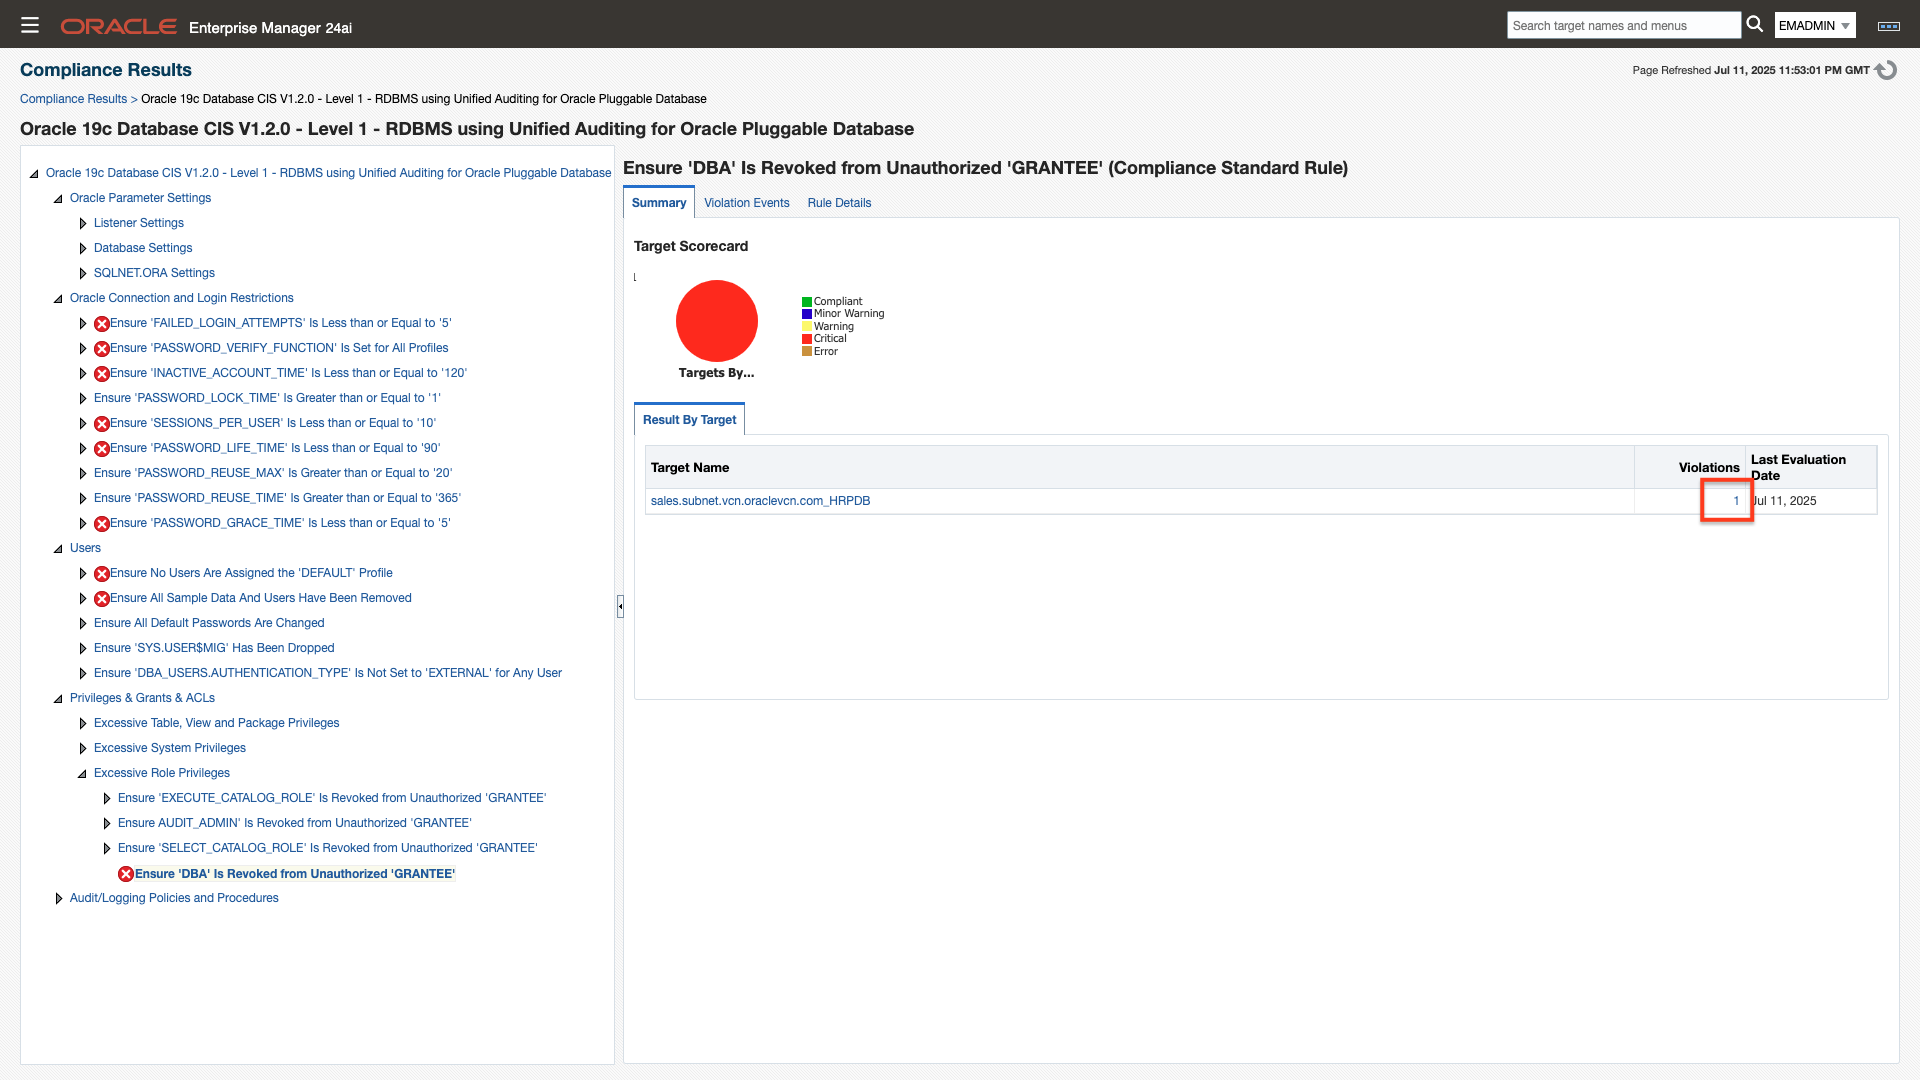 ORACLE Enterprise Manager 24ai
Search target names and menus
EMADMIN
Compliance Results
Page Refreshed Jul 11, 2025 11:53:01 PM GMT
Compliance Results > Oracle 19c Database CIS V1.2.0 - Level 1 - RDBMS using Unified Auditing for Oracle Pluggable Database
Oracle 19c Database CIS V1.2.0 - Level 1 - RDBMS using Unified Auditing for Oracle Pluggable Database
Oracle 19c Database CIS V1.2.0 - Level 1 - RDBMS using Unified Auditing for Oracle Pluggable Database
Oracle Parameter Settings
Listener Settings
Database Settings
SQLNET.ORA Settings
Oracle Connection and Login Restrictions
Ensure 'FAILED_LOGIN_ATTEMPTS' Is Less than or Equal to '5'
Ensure 'PASSWORD_VERIFY_FUNCTION' Is Set for All Profiles
Ensure 'INACTIVE_ACCOUNT_TIME' Is Less than or Equal to '120'
Ensure 'PASSWORD_LOCK_TIME' Is Greater than or Equal to '1'
Ensure 'SESSIONS_PER_USER' Is Less than or Equal to '10'
Ensure 'PASSWORD_LIFE_TIME' Is Less than or Equal to '90'
Ensure 'PASSWORD_REUSE_MAX' Is Greater than or Equal to '20'
Ensure 'PASSWORD_REUSE_TIME' Is Greater than or Equal to '365'
Ensure 'PASSWORD_GRACE_TIME' Is Less than or Equal to '5'
Users
Ensure No Users Are Assigned the 'DEFAULT' Profile
Ensure All Sample Data And Users Have Been Removed
Ensure All Default Passwords Are Changed
Ensure 'SYS.USER$MIG' Has Been Dropped
Ensure 'DBA_USERS.AUTHENTICATION_TYPE' Is Not Set to 'EXTERNAL' for Any User
Privileges & Grants & ACLs
Excessive Table, View and Package Privileges
Excessive System Privileges
Excessive Role Privileges
Ensure 'EXECUTE_CATALOG_ROLE' Is Revoked from Unauthorized 'GRANTEE'
Ensure AUDIT_ADMIN' Is Revoked from Unauthorized 'GRANTEE'
Ensure 'SELECT_CATALOG_ROLE' Is Revoked from Unauthorized 'GRANTEE'
Ensure 'DBA' Is Revoked from Unauthorized 'GRANTEE'
Audit/Logging Policies and Procedures
Ensure 'DBA' Is Revoked from Unauthorized 'GRANTEE' (Compliance Standard Rule)
Summary Violation Events Rule Details
Target Scorecard
1
Compliant
Minor Warning
Warning
Critical
Error
Targets By...
Result By Target
Target Name Violations Last Evaluation Date
sales.subnet.vcn.oraclevcn.com_HRPDB 1 Jul 11, 2025